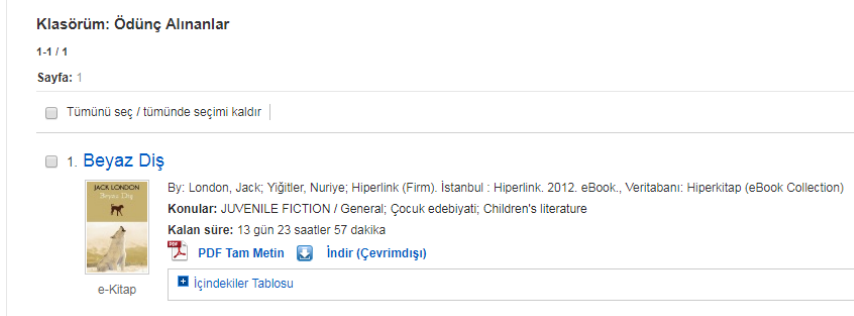 Klasörüm: Ödünç Alınanlar
1-1 / 1
Sayfa: 1
Tümünü seç / tümünde seçimi kaldır
1. Beyaz Diş
JACK LONDON
Beyaz Diş
By: London, Jack; Yiğitler, Nuriye; Hiperlink (Firm). İstanbul : Hiperlink. 2012. eBook., Veritabanı: Hiperkitap (eBook Collection)
Konular: JUVENILE FICTION / General; Çocuk edebiyati; Children's literature
Kalan süre: 13 gün 23 saatler 57 dakika
PDF PDF Tam Metin İndir (Çevrimdışı)
e-Kitap
İçindekiler Tablosu